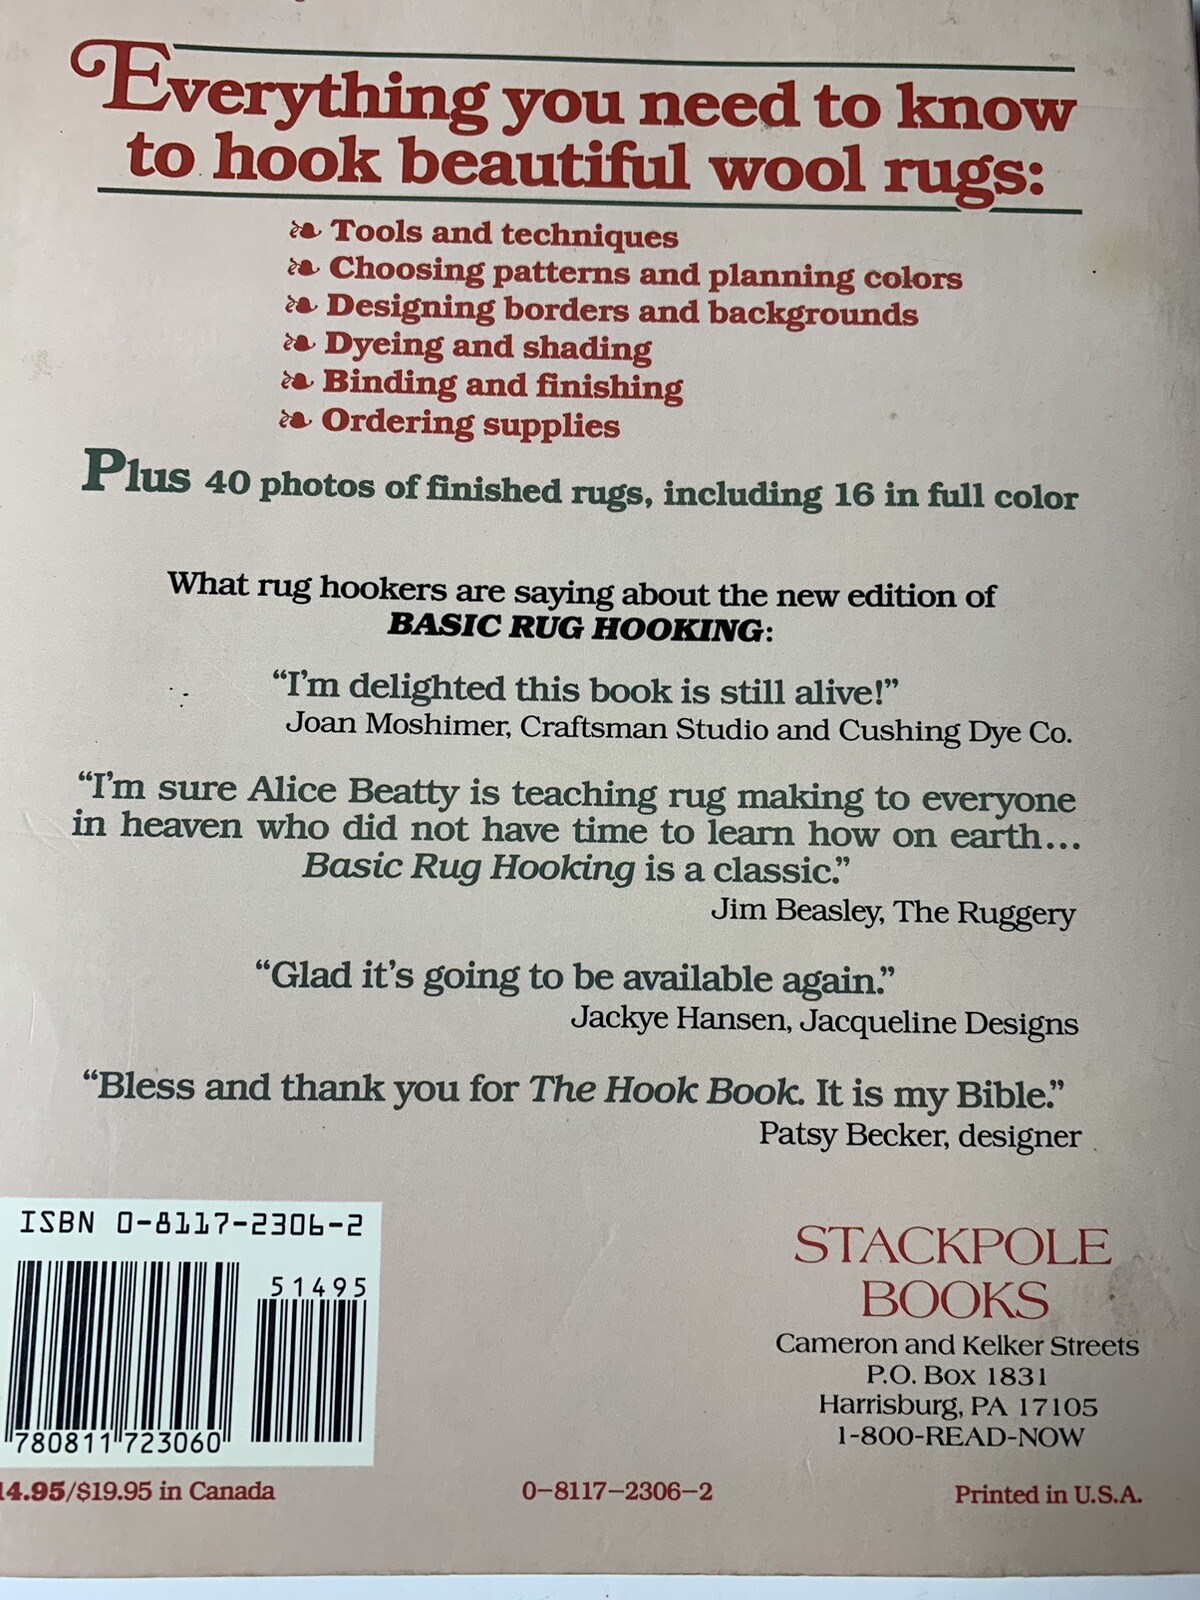 Everything you need to know
to hook beautiful wool rugs:
❧ Tools and techniques
❧ Choosing patterns and planning colors
❧ Designing borders and backgrounds
❧ Dyeing and shading
❧ Binding and finishing
❧ Ordering supplies
Plus 40 photos of finished rugs, including 16 in full color
What rug hookers are saying about the new edition of
BASIC RUG HOOKING:
“I’m delighted this book is still alive!”
Joan Moshimer, Craftsman Studio and Cushing Dye Co.
“I’m sure Alice Beatty is teaching rug making to everyone
in heaven who did not have time to learn how on earth…
Basic Rug Hooking is a classic.”
Jim Beasley, The Ruggery
“Glad it’s going to be available again.”
Jackye Hansen, Jacqueline Designs
“Bless and thank you for The Hook Book. It is my Bible.”
Patsy Becker, designer
ISBN 0-8117-2306-2
51495
780811 723060
STACKPOLE
BOOKS
Cameron and Kelker Streets
P.O. Box 1831
Harrisburg, PA 17105
1-800-READ-NOW
14.95/$19.95 in Canada
0-8117-2306-2
Printed in U.S.A.